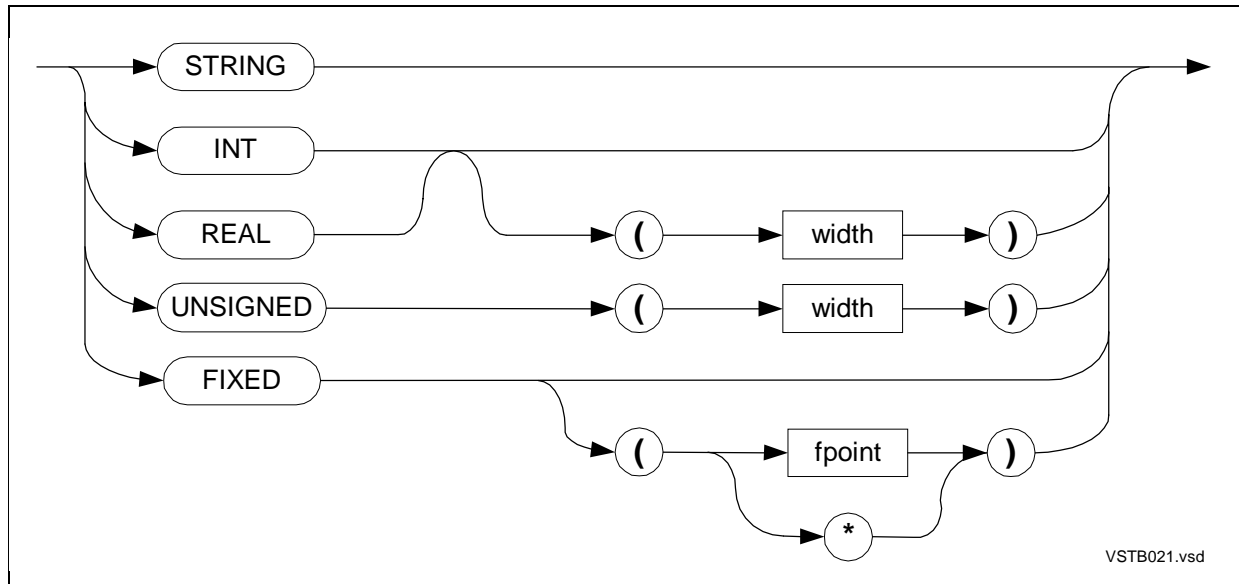 STRING
INT
REAL ( width )
UNSIGNED ( width )
FIXED
( fpoint )
*
VSTB021.vsd